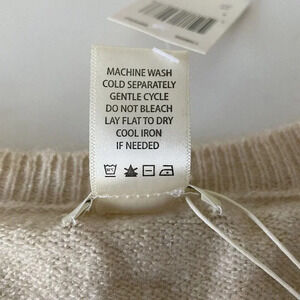 MACHINE WASH
COLD SEPARATELY
GENTLE CYCLE
DO NOT BLEACH
LAY FLAT TO DRY
COOL IRON
IF NEEDED